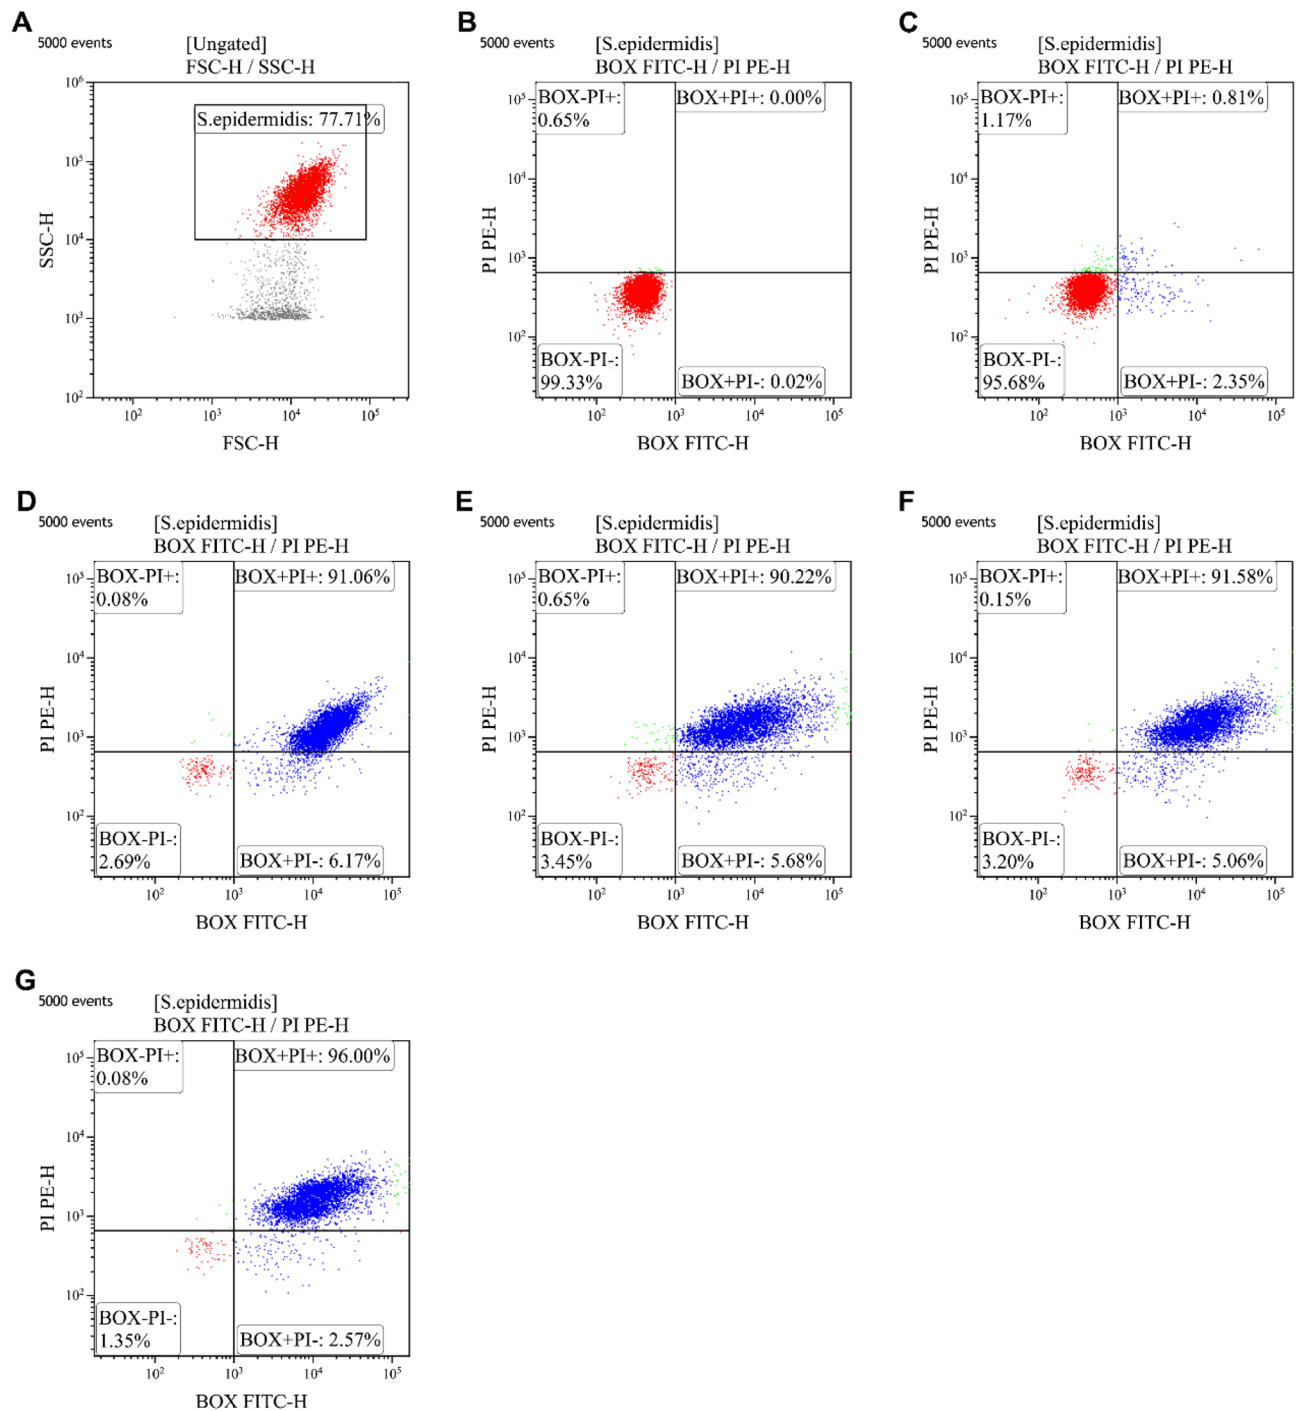 A
5000 events
[Ungated]
FSC-H / SSC-H
S.epidermidis: 77.71%
10⁶
10⁵
10⁴
10³
10²
SSC-H
10²
10³
10⁴
10⁵
FSC-H
B
5000 events
[S.epidermidis]
BOX FITC-H / PI PE-H
BOX-PI+:
0.65%
BOX+PI+: 0.00%
10⁵
10⁴
10³
10²
PI PE-H
BOX-PI-:
99.33%
BOX+PI-: 0.02%
10²
10³
10⁴
10⁵
BOX FITC-H
C
5000 events
[S.epidermidis]
BOX FITC-H / PI PE-H
BOX-PI+:
1.17%
BOX+PI+: 0.81%
10⁵
10⁴
10³
10²
PI PE-H
BOX-PI-:
95.68%
BOX+PI-: 2.35%
10²
10³
10⁴
10⁵
BOX FITC-H
D
5000 events
[S.epidermidis]
BOX FITC-H / PI PE-H
BOX-PI+:
0.08%
BOX+PI+: 91.06%
10⁵
10⁴
10³
10²
PI PE-H
BOX-PI-:
2.69%
BOX+PI-: 6.17%
10²
10³
10⁴
10⁵
BOX FITC-H
E
5000 events
[S.epidermidis]
BOX FITC-H / PI PE-H
BOX-PI+:
0.65%
BOX+PI+: 90.22%
10⁵
10⁴
10³
10²
PI PE-H
BOX-PI-:
3.45%
BOX+PI-: 5.68%
10²
10³
10⁴
10⁵
BOX FITC-H
F
5000 events
[S.epidermidis]
BOX FITC-H / PI PE-H
BOX-PI+:
0.15%
BOX+PI+: 91.58%
10⁵
10⁴
10³
10²
PI PE-H
BOX-PI-:
3.20%
BOX+PI-: 5.06%
10²
10³
10⁴
10⁵
BOX FITC-H
G
5000 events
[S.epidermidis]
BOX FITC-H / PI PE-H
BOX-PI+:
0.08%
BOX+PI+: 96.00%
10⁵
10⁴
10³
10²
PI PE-H
BOX-PI-:
1.35%
BOX+PI-: 2.57%
10²
10³
10⁴
10⁵
BOX FITC-H